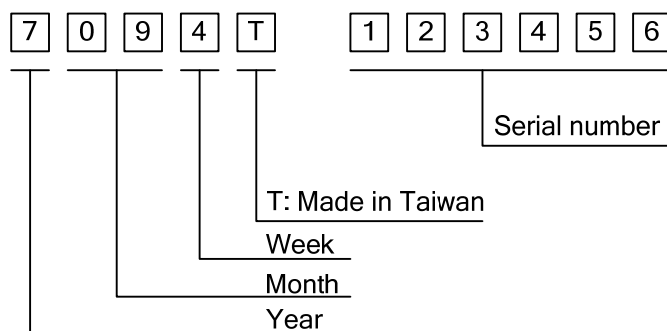 7 0 9 4 T 1 2 3 4 5 6
Serial number
T: Made in Taiwan
Week
Month
Year